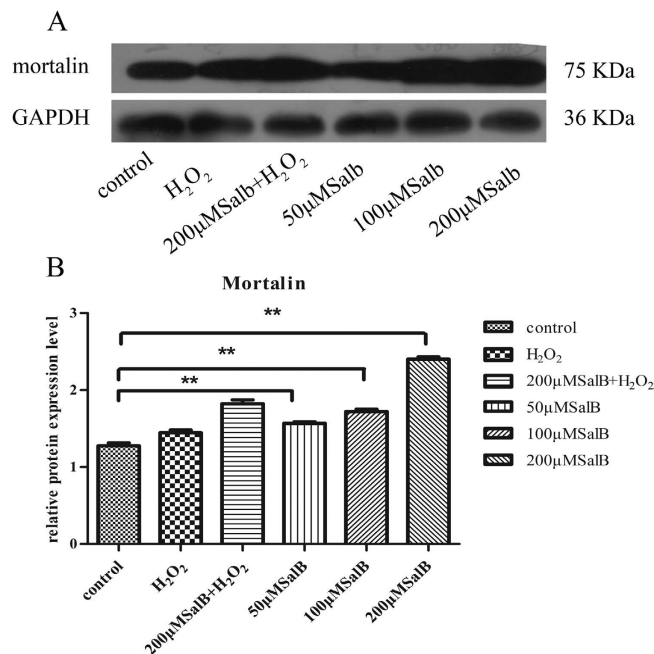 A
mortalin
75 KDa
GAPDH
36 KDa
control
H₂O₂
200μMSalb+H₂O₂
50μMSalb
100μMSalb
200μMSalb
B
Mortalin
relative protein expression level
3
2
1
0
**
**
**
control
H₂O₂
200μMSalB+H₂O₂
50μMSalB
100μMSalB
200μMSalB
control
H₂O₂
200μMSalB+H₂O₂
50μMSalB
100μMSalB
200μMSalB